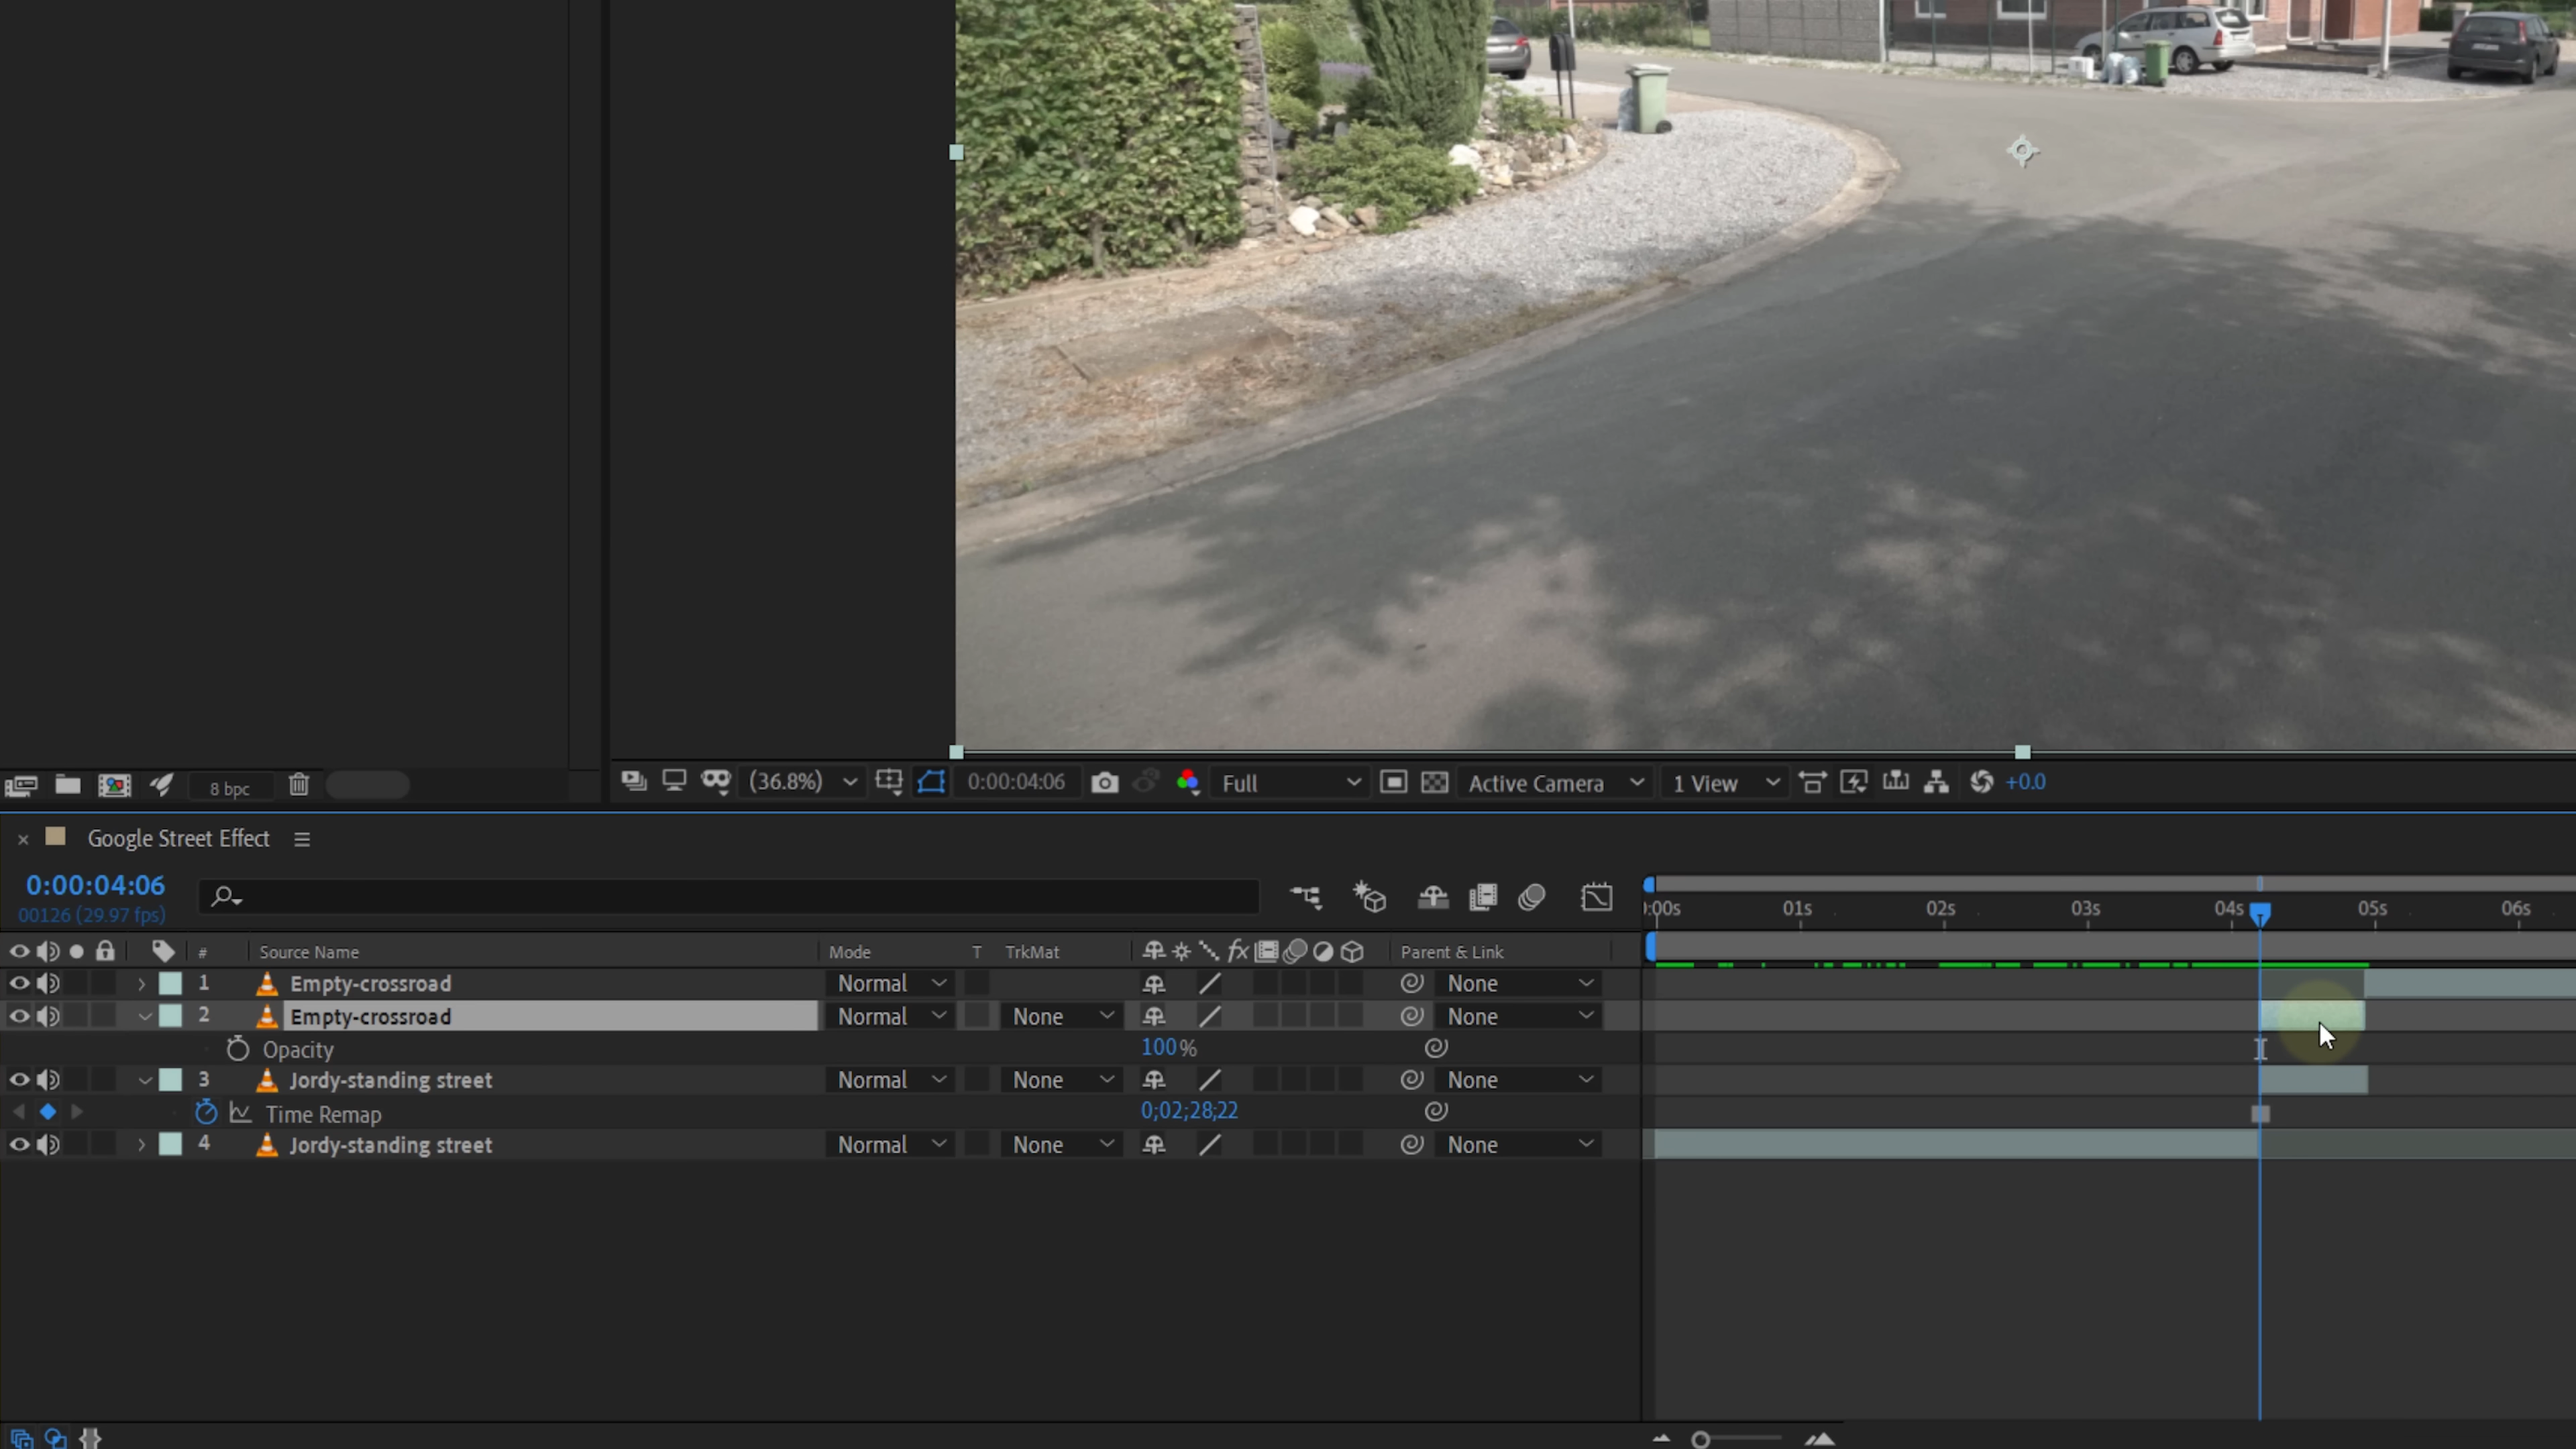 8 bpc
(36.8%)
0:00:04:06
Full
Active Camera
1 View
+0.0
Google Street Effect
0:00:04:06
00126 (29.97 fps)
:00s 01s 02s 03s 04s 05s 06s
# Source Name Mode T TrkMat fx Parent & Link
1 Empty-crossroad Normal None
2 Empty-crossroad Normal None None
Opacity 100%
3 Jordy-standing street Normal None None
Time Remap 0;02;28;22
4 Jordy-standing street Normal None None